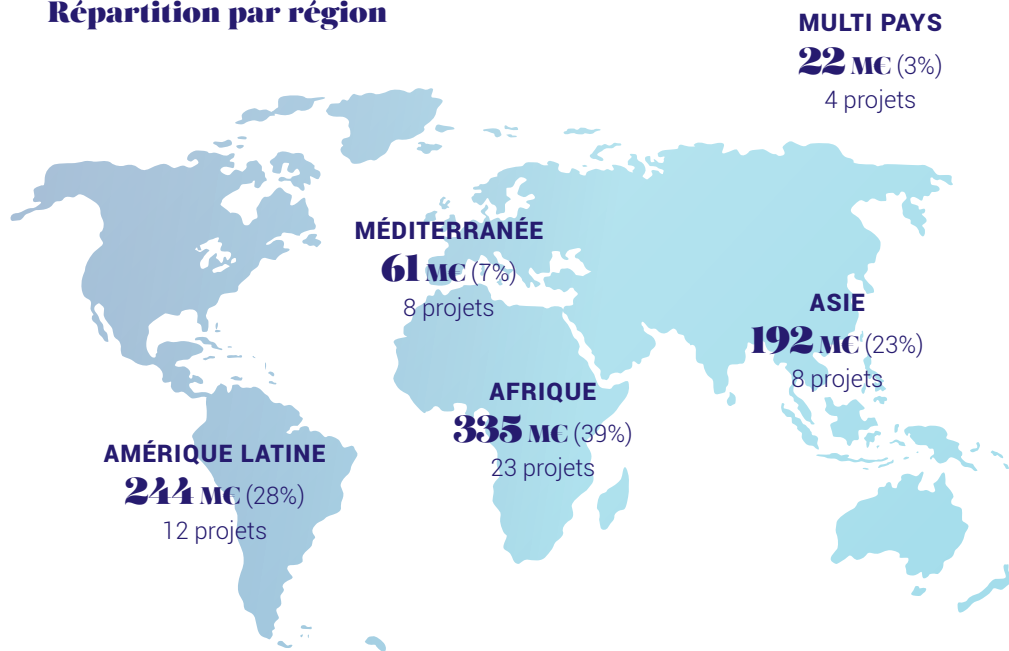 Répartition par région
MULTI PAYS
22 M€ (3%)
4 projets
MÉDITERRANÉE
61 M€ (7%)
8 projets
ASIE
192 M€ (23%)
8 projets
AFRIQUE
335 M€ (39%)
23 projets
AMÉRIQUE LATINE
244 M€ (28%)
12 projets